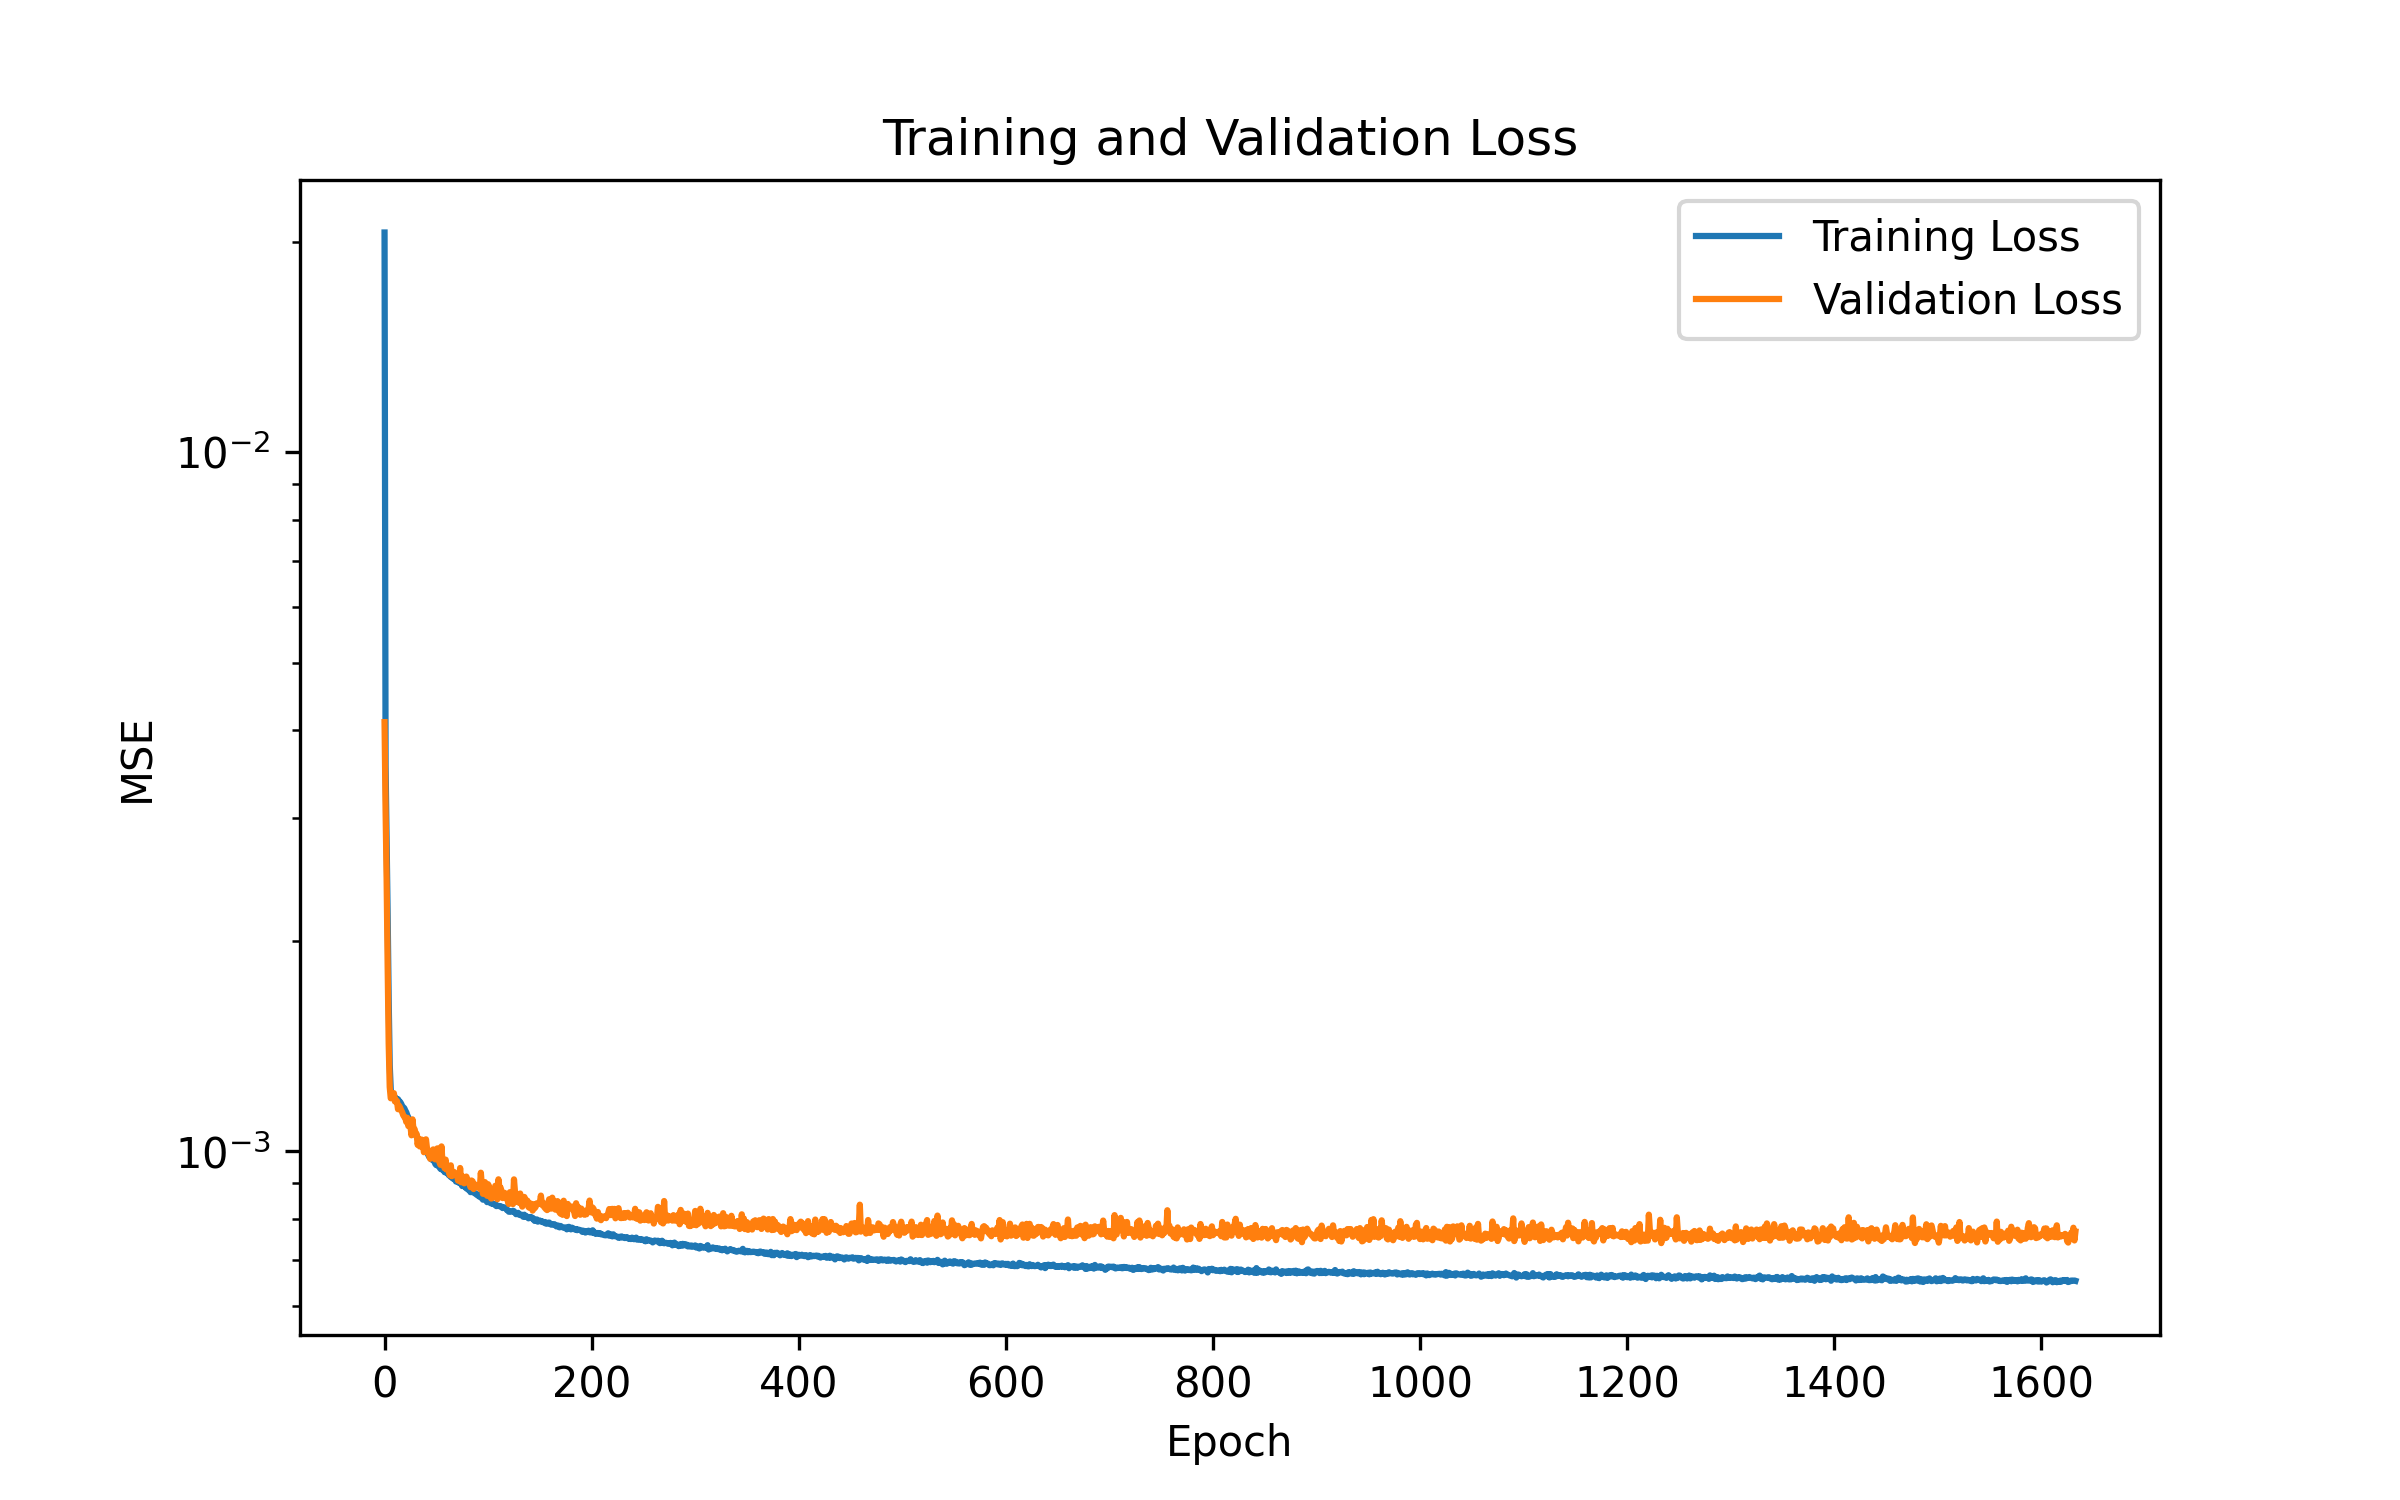 Training and Validation Loss
Training Loss
Validation Loss
10⁻²
10⁻³
MSE
0 200 400 600 800 1000 1200 1400 1600
Epoch